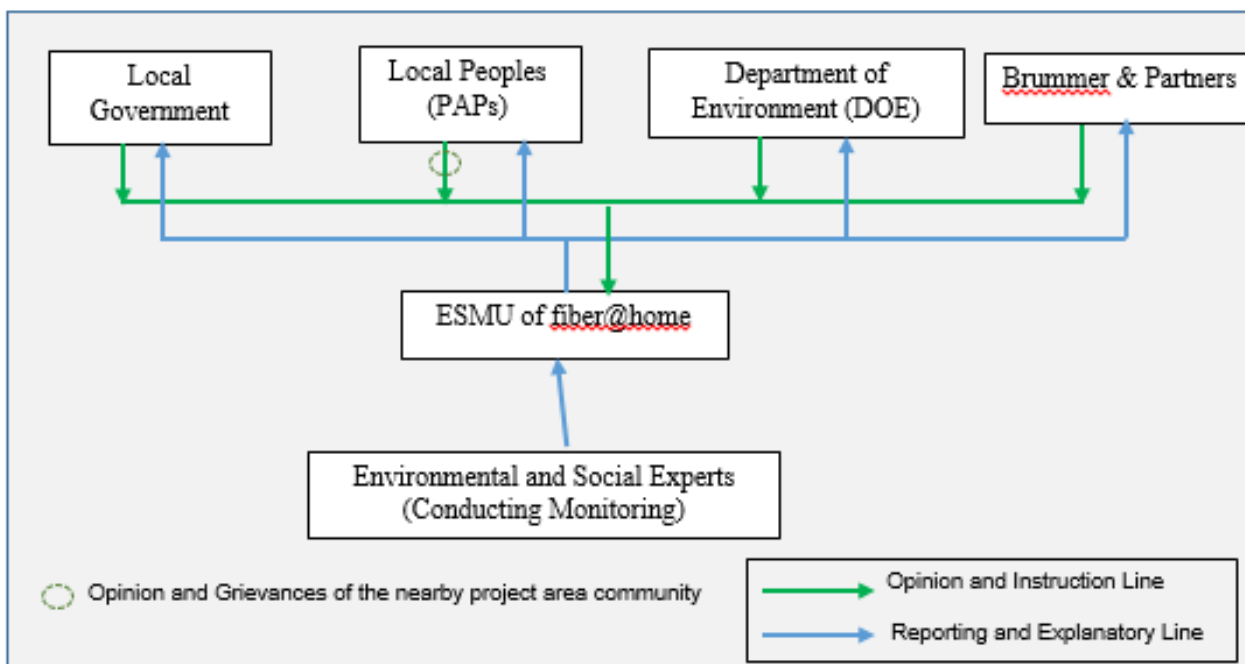 Local
Government
Local Peoples
(PAPs)
Department of
Environment (DOE)
Brummer & Partners
ESMU of fiber@home
Environmental and Social Experts
(Conducting Monitoring)
Opinion and Grievances of the nearby project area community
Opinion and Instruction Line
Reporting and Explanatory Line